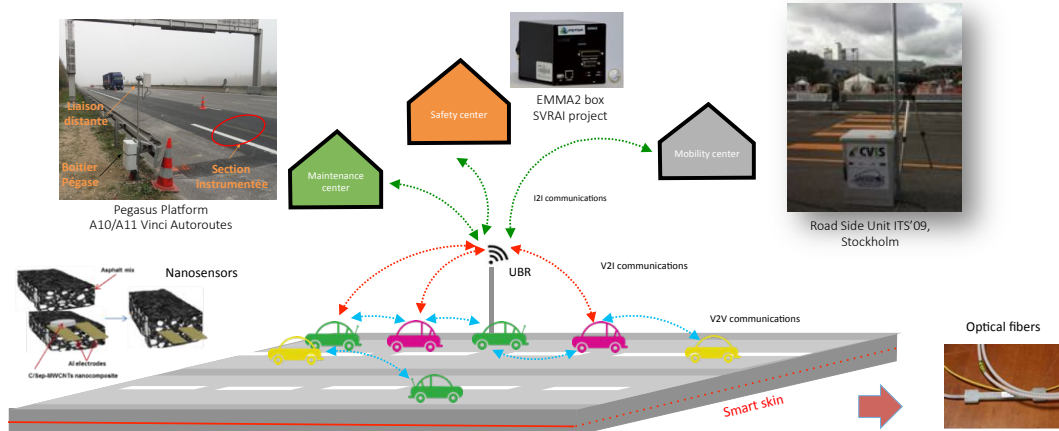 Liaison
distante
Boîtier
Pégase
Section
instrumentée
Pegasus Platform
A10/A11 Vinci Autoroutes
Safety center
EMMA2 box
SVRAI project
Maintenance
center
Mobility center
I2I communications
CVIS
Road Side Unit ITS'09,
Stockholm
UBR
V2I communications
V2V communications
Nanosensors
Asphalt mix
Al electrodes
C/Sep-MWCNTs nanocomposite
Smart skin
Optical fibers